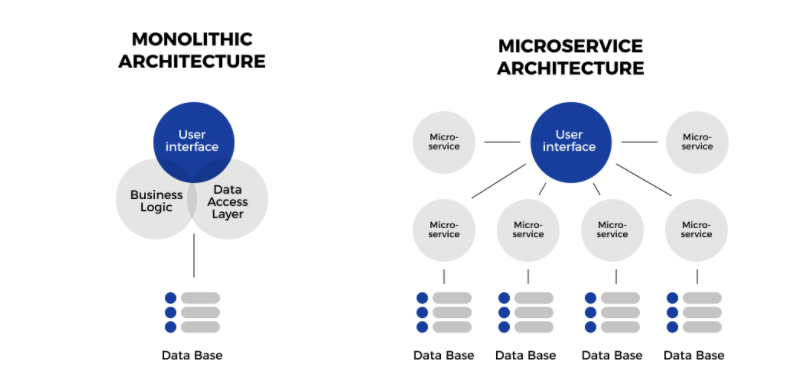 MONOLITHIC
ARCHITECTURE
User
interface
Business
Logic
Data
Access
Layer
Data Base
MICROSERVICE
ARCHITECTURE
Micro-
service
User
interface
Micro-
service
Micro-
service
Micro-
service
Micro-
service
Micro-
service
Data Base
Data Base
Data Base
Data Base